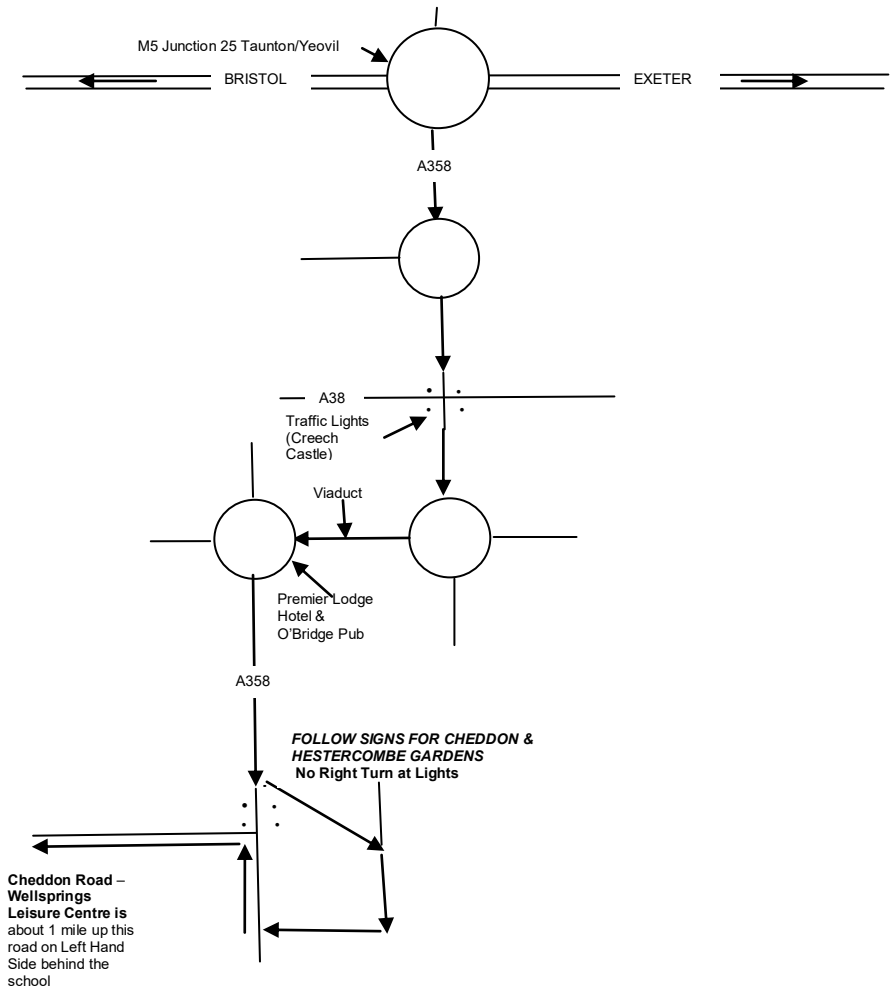 M5 Junction 25 Taunton/Yeovil
BRISTOL
EXETER
A358
A38
Traffic Lights
(Creech
Castle)
Viaduct
Premier Lodge
Hotel &
O'Bridge Pub
A358
FOLLOW SIGNS FOR CHEDDON &
HESTERCOMBE GARDENS
No Right Turn at Lights
Cheddon Road –
Wellsprings
Leisure Centre is
about 1 mile up this
road on Left Hand
Side behind the
school